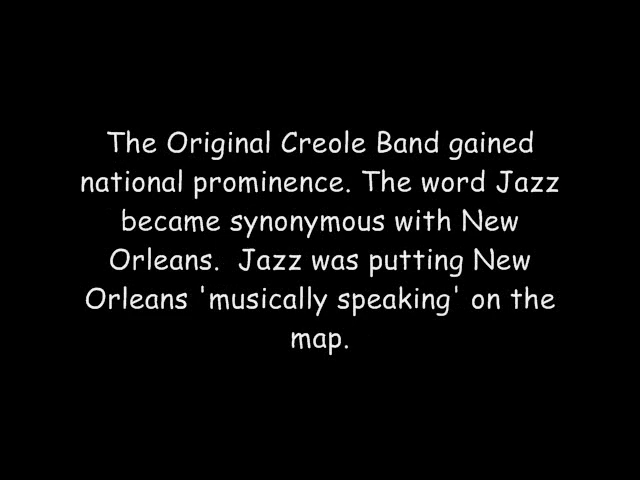 The Original Creole Band gained
national prominence. The word Jazz
became synonymous with New
Orleans.  Jazz was putting New
Orleans 'musically speaking' on the
map.